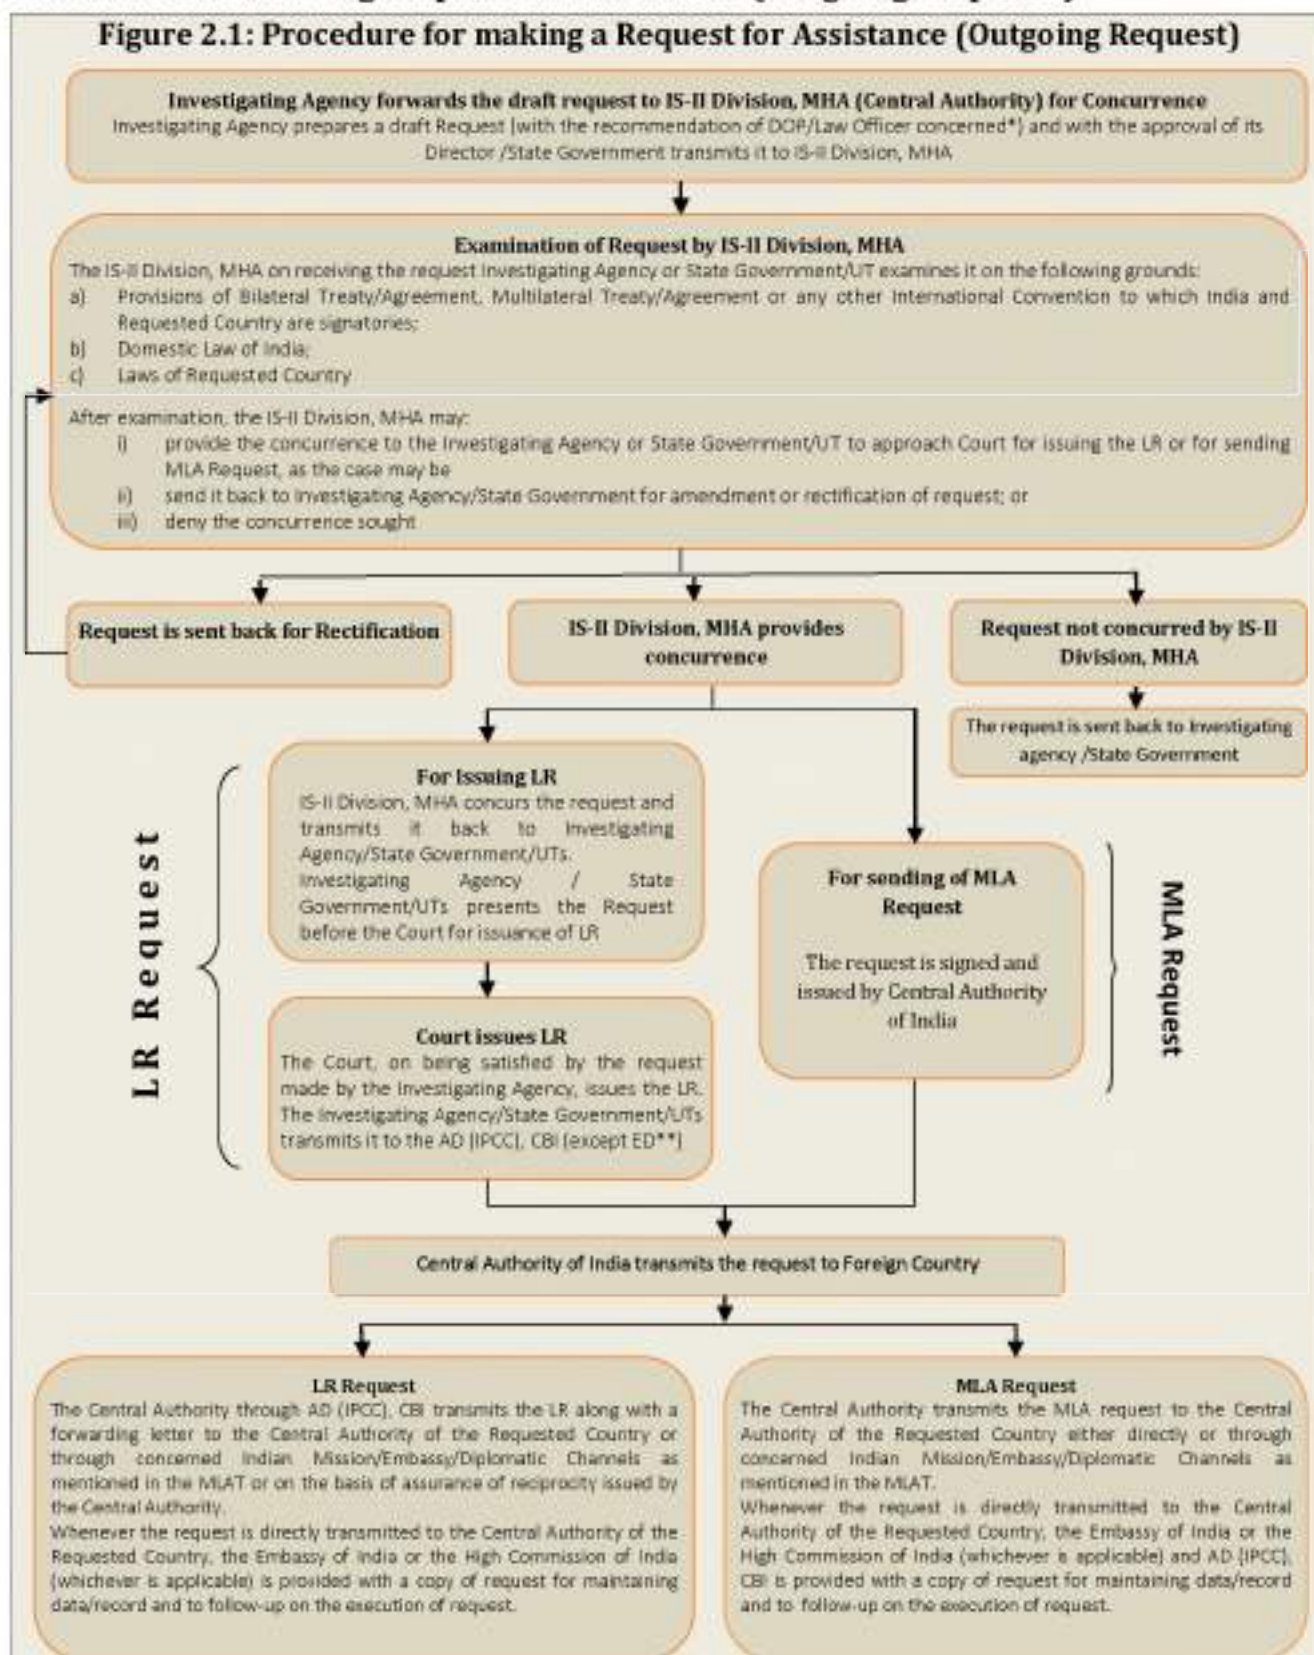 Figure 2.1: Procedure for making a Request for Assistance (Outgoing Request)
Investigating Agency forwards the draft request to IS-II Division, MHA (Central Authority) for Concurrence
Investigating Agency prepares a draft Request (with the recommendation of DOP/Law Officer concerned*) and with the approval of its
Director /State Government transmits it to IS-II Division, MHA
Examination of Request by IS-II Division, MHA
The IS-II Division, MHA on receiving the request Investigating Agency or State Government/UT examines it on the following grounds:
a) Provisions of Bilateral Treaty/Agreement, Multilateral Treaty/Agreement or any other International Convention to which India and
Requested Country are signatories;
b) Domestic Law of India;
c) Laws of Requested Country
After examination, the IS-II Division, MHA may:
i) provide the concurrence to the Investigating Agency or State Government/UT to approach Court for issuing the LR or for sending
MLA Request, as the case may be
ii) send it back to Investigating Agency/State Government for amendment or rectification of request; or
iii) deny the concurrence sought
Request is sent back for Rectification
IS-II Division, MHA provides
concurrence
Request not concurred by IS-II
Division, MHA
The request is sent back to Investigating
agency /State Government
LR Request
For Issuing LR
IS-II Division, MHA concurs the request and
transmits it back to Investigating
Agency/State Government/UTs.
Investigating Agency / State
Government/UTs presents the Request
before the Court for issuance of LR
Court issues LR
The Court, on being satisfied by the request
made by the Investigating Agency, issues the LR.
The Investigating Agency/State Government/UTs
transmits it to the AD (IPCC), CBI (except ED**)
For sending of MLA
Request
The request is signed and
issued by Central Authority
of India
MLA Request
Central Authority of India transmits the request to Foreign Country
LR Request
The Central Authority through AD (IPCC), CBI transmits the LR along with a
forwarding letter to the Central Authority of the Requested Country or
through concerned Indian Mission/Embassy/Diplomatic Channels as
mentioned in the MLAT or on the basis of assurance of reciprocity issued by
the Central Authority.
Whenever the request is directly transmitted to the Central Authority of the
Requested Country, the Embassy of India or the High Commission of India
(whichever is applicable) is provided with a copy of request for maintaining
data/record and to follow-up on the execution of request.
MLA Request
The Central Authority transmits the MLA request to the Central
Authority of the Requested Country either directly or through
concerned Indian Mission/Embassy/Diplomatic Channels as
mentioned in the MLAT.
Whenever the request is directly transmitted to the Central
Authority of the Requested Country, the Embassy of India or the
High Commission of India (whichever is applicable) and AD (IPCC),
CBI is provided with a copy of request for maintaining data/record
and to follow-up on the execution of request.